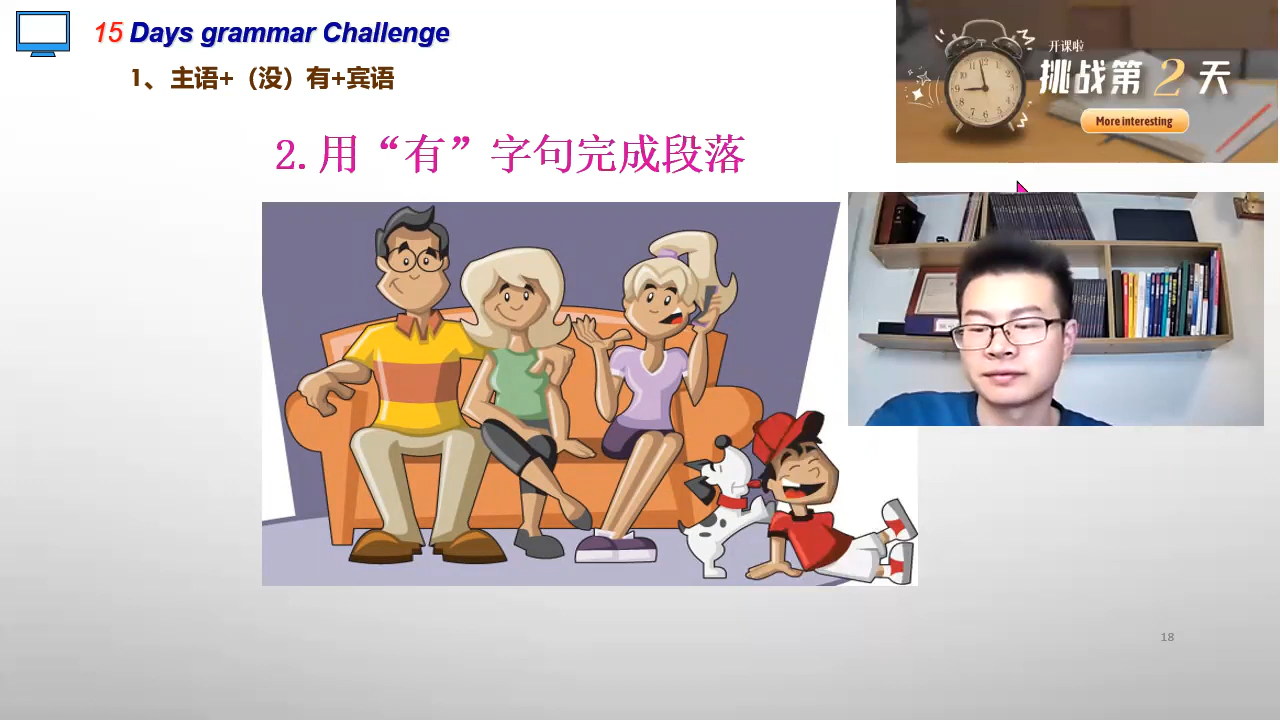 15 Days grammar Challenge
1、主语+（没）有+宾语
开课啦
挑战第 2 天
More interesting
2. 用“有”字句完成段落
18